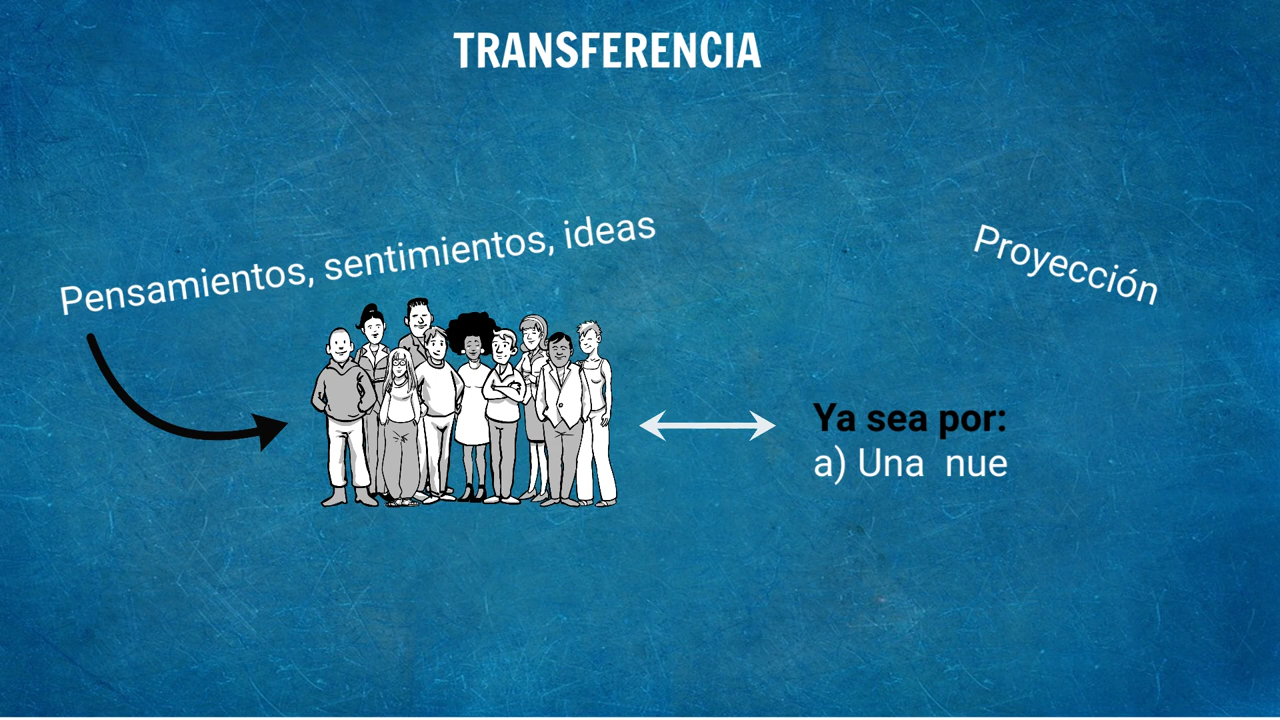 TRANSFERENCIA
Pensamientos, sentimientos, ideas
Proyección
Ya sea por:
a) Una nue